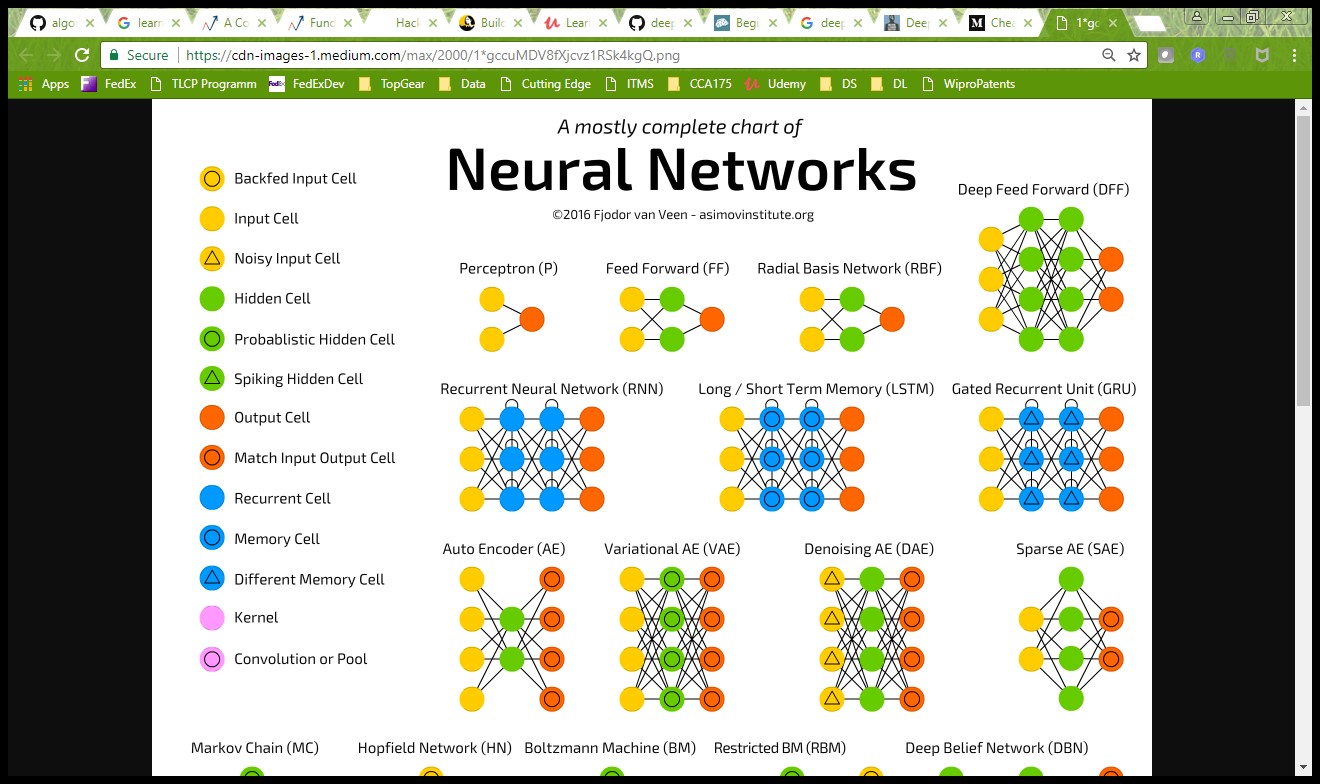 algo
learn
A Co
Func
Hack
Build
Learn
deep
Begi
deep
Deep
Chea
1*gc
Secure
https://cdn-images-1.medium.com/max/2000/1*gccuMDV8fXjcvz1RSk4kgQ.png
Apps FedEx TLCP Programm FedExDev TopGear Data Cutting Edge ITMS CCA175 Udemy DS DL WiproPatents
A mostly complete chart of
Neural Networks
©2016 Fjodor van Veen - asimovinstitute.org
Backfed Input Cell
Input Cell
Noisy Input Cell
Hidden Cell
Probablistic Hidden Cell
Spiking Hidden Cell
Output Cell
Match Input Output Cell
Recurrent Cell
Memory Cell
Different Memory Cell
Kernel
Convolution or Pool
Deep Feed Forward (DFF)
Perceptron (P)
Feed Forward (FF)
Radial Basis Network (RBF)
Recurrent Neural Network (RNN)
Long / Short Term Memory (LSTM)
Gated Recurrent Unit (GRU)
Auto Encoder (AE)
Variational AE (VAE)
Denoising AE (DAE)
Sparse AE (SAE)
Markov Chain (MC)
Hopfield Network (HN)
Boltzmann Machine (BM)
Restricted BM (RBM)
Deep Belief Network (DBN)